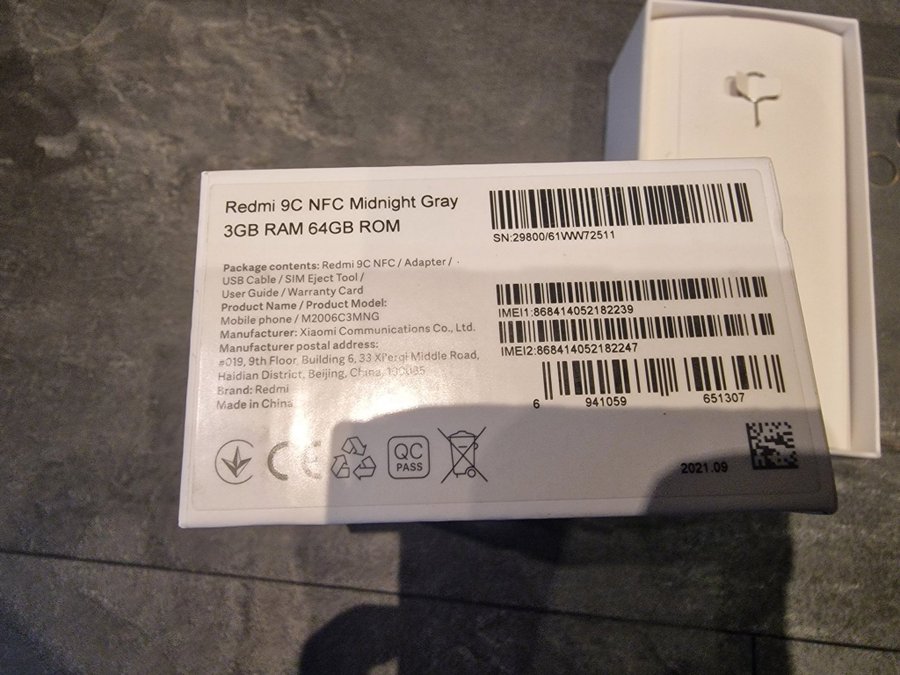 Redmi 9C NFC Midnight Gray
3GB RAM 64GB ROM
Package contents: Redmi 9C NFC / Adapter /
USB Cable / SIM Eject Tool /
User Guide / Warranty Card
Product Name / Product Model:
Mobile phone / M2006C3MNG
Manufacturer: Xiaomi Communications Co., Ltd.
Manufacturer postal address:
#019, 9th Floor, Building 6, 33 Xi'erqi Middle Road,
Haidian District, Beijing, China, 100085
Brand: Redmi
Made in China
SN:29800/61WW72511
IMEI1:868414052182239
IMEI2:868414052182247
6 941059 651307
CE
QC
PASS
2021.09